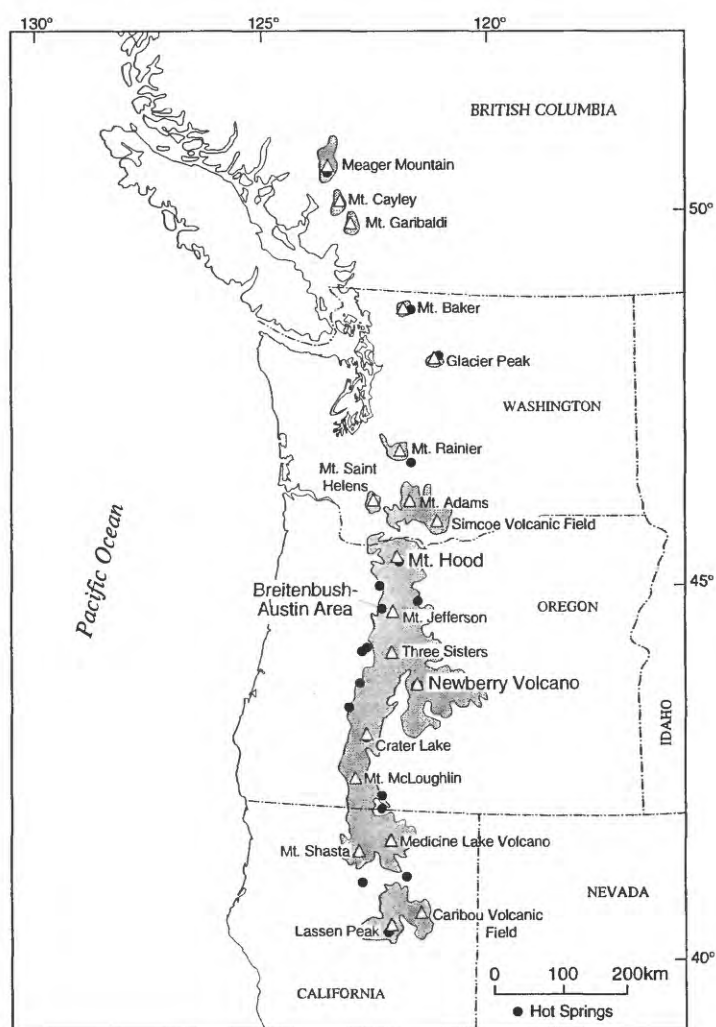 130°
125°
120°
BRITISH COLUMBIA
Meager Mountain
Mt. Cayley
50°
Mt. Garibaldi
Mt. Baker
Glacier Peak
WASHINGTON
Mt. Rainier
Mt. Saint
Helens
Mt. Adams
Simcoe Volcanic Field
Pacific Ocean
Mt. Hood
45°
Breitenbush-
Austin Area
OREGON
Mt. Jefferson
Three Sisters
Newberry Volcano
IDAHO
Crater Lake
Mt. McLoughlin
Medicine Lake Volcano
Mt. Shasta
NEVADA
Caribou Volcanic
Field
Lassen Peak
40°
0 100 200km
CALIFORNIA
Hot Springs